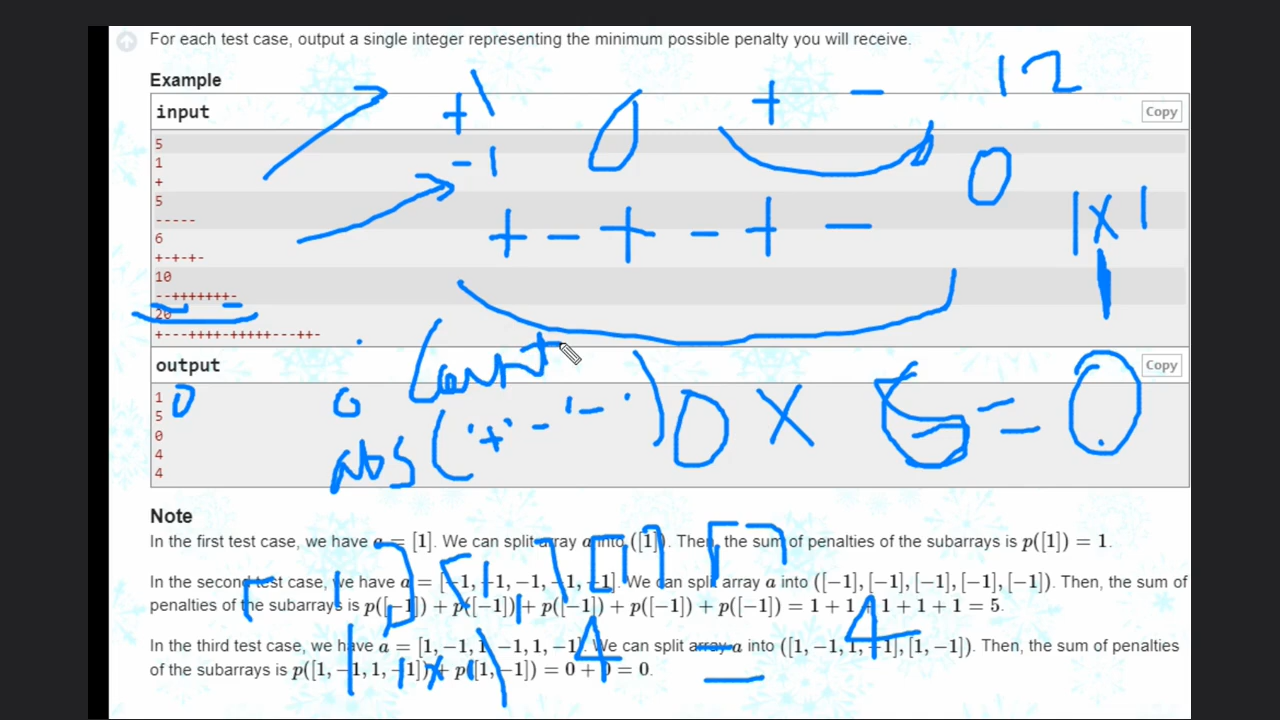 For each test case, output a single integer representing the minimum possible penalty you will receive.
Example
input
Copy
5
1
+
5
-----
6
+-+-+-
10
--+++++++-
20
+---++++-+++++---++-
output
Copy
1
5
0
4
4
Note
In the first test case, we have a = [1]. We can split array a into ([1]). Then, the sum of penalties of the subarrays is p([1]) = 1.
In the second test case, we have a = [−1, −1, −1, −1, −1]. We can split array a into ([−1], [−1], [−1], [−1], [−1]). Then, the sum of
penalties of the subarrays is p([−1]) + p([−1]) + p([−1]) + p([−1]) + p([−1]) = 1 + 1 + 1 + 1 + 1 = 5.
In the third test case, we have a = [1, −1, 1, −1, 1, −1]. We can split array a into ([1, −1, 1, −1], [1, −1]). Then, the sum of penalties
of the subarrays is p([1, −1, 1, −1]) + p([1, −1]) = 0 + 0 = 0.
+1
-1
0
+ -
12
0
+ - + - + -
1x1
0 0
abs('+' - '-')
0 x 5 = 0
4
4
1x1